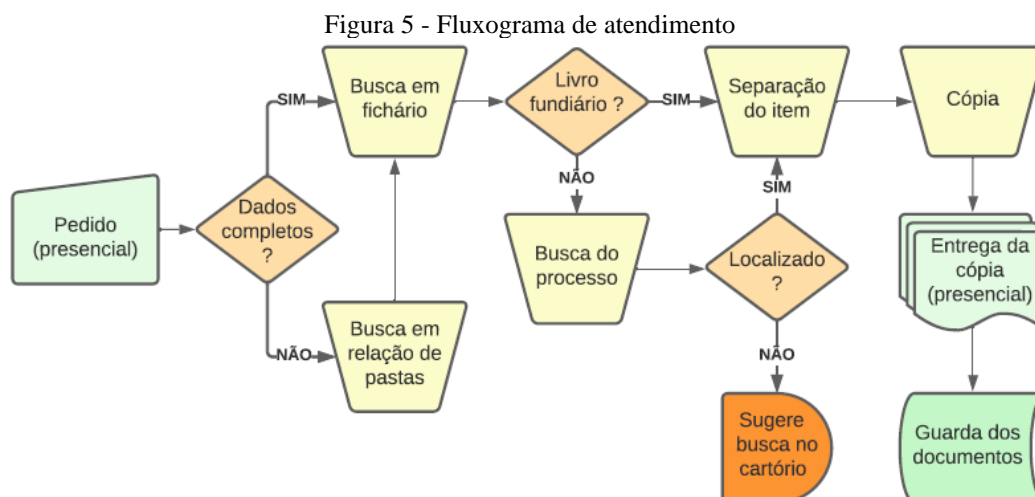 Figura 5 - Fluxograma de atendimento
Busca em
fichário
Livro
fundiário ?
Separação
do item
Cópia
SIM
SIM
NÃO
SIM
Pedido
(presencial)
Dados
completos
?
Busca do
processo
Localizado
?
Entrega da
cópia
(presencial)
NÃO
Busca em
relação de
pastas
NÃO
Sugere
busca no
cartório
Guarda dos
documentos